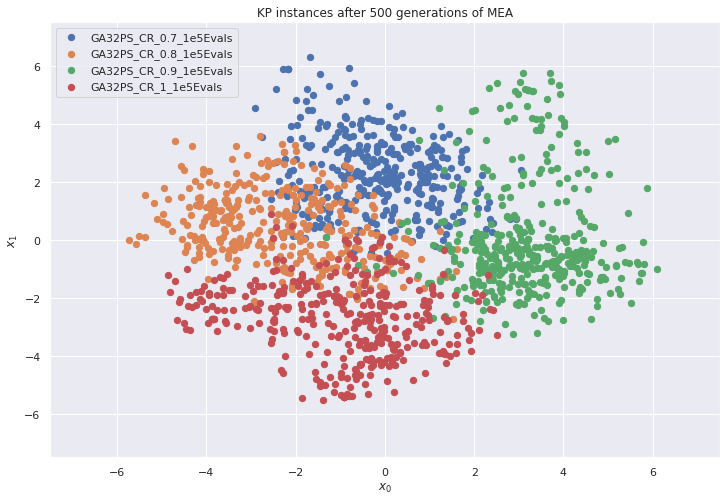 KP instances after 500 generations of MEA
GA32PS_CR_0.7_1e5Evals
GA32PS_CR_0.8_1e5Evals
GA32PS_CR_0.9_1e5Evals
GA32PS_CR_1_1e5Evals
6
4
2
0
−2
−4
−6
x₁
−6 −4 −2 0 2 4 6
x₀